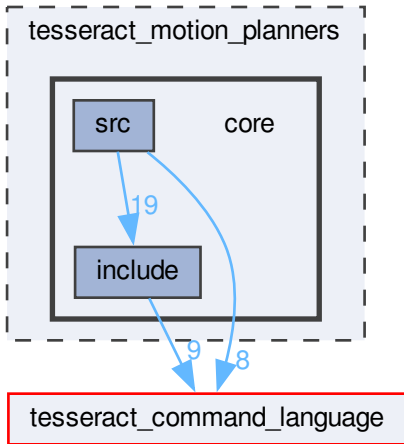 tesseract_motion_planners
src
core
19
include
9
8
tesseract_command_language